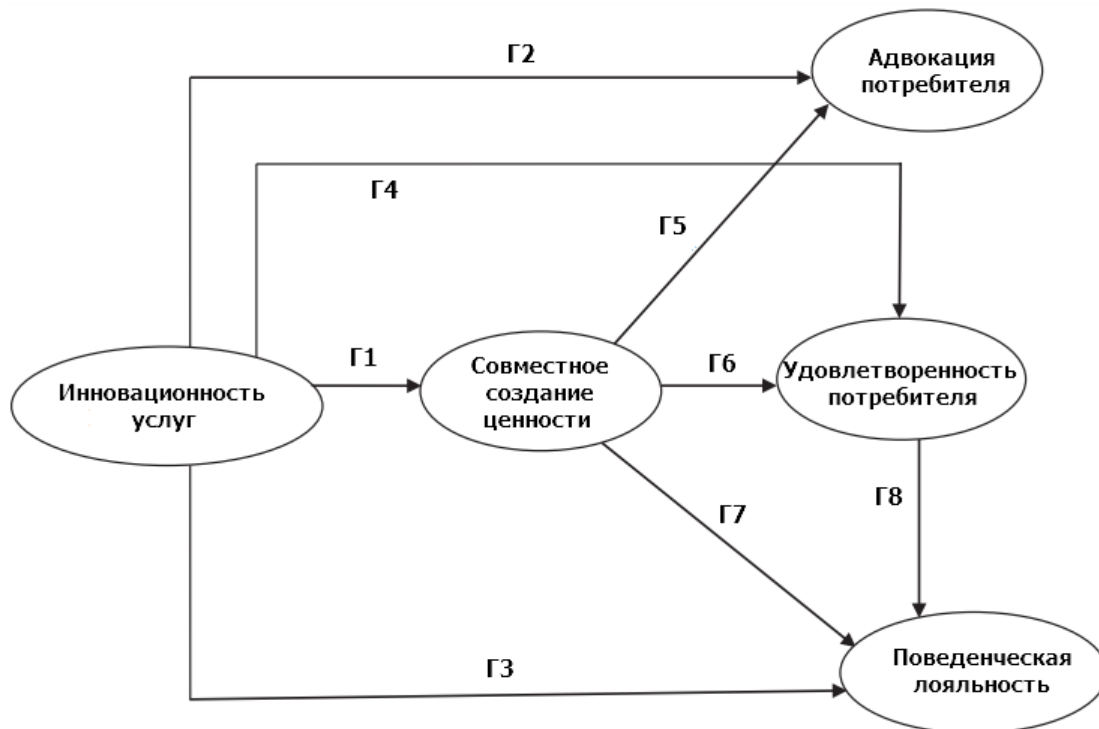 Г2
Адвокация
потребителя
Г4
Г5
Инновационность
услуг
Г1
Совместное
создание
ценности
Г6
Удовлетворенность
потребителя
Г7
Г8
Г3
Поведенческая
лояльность